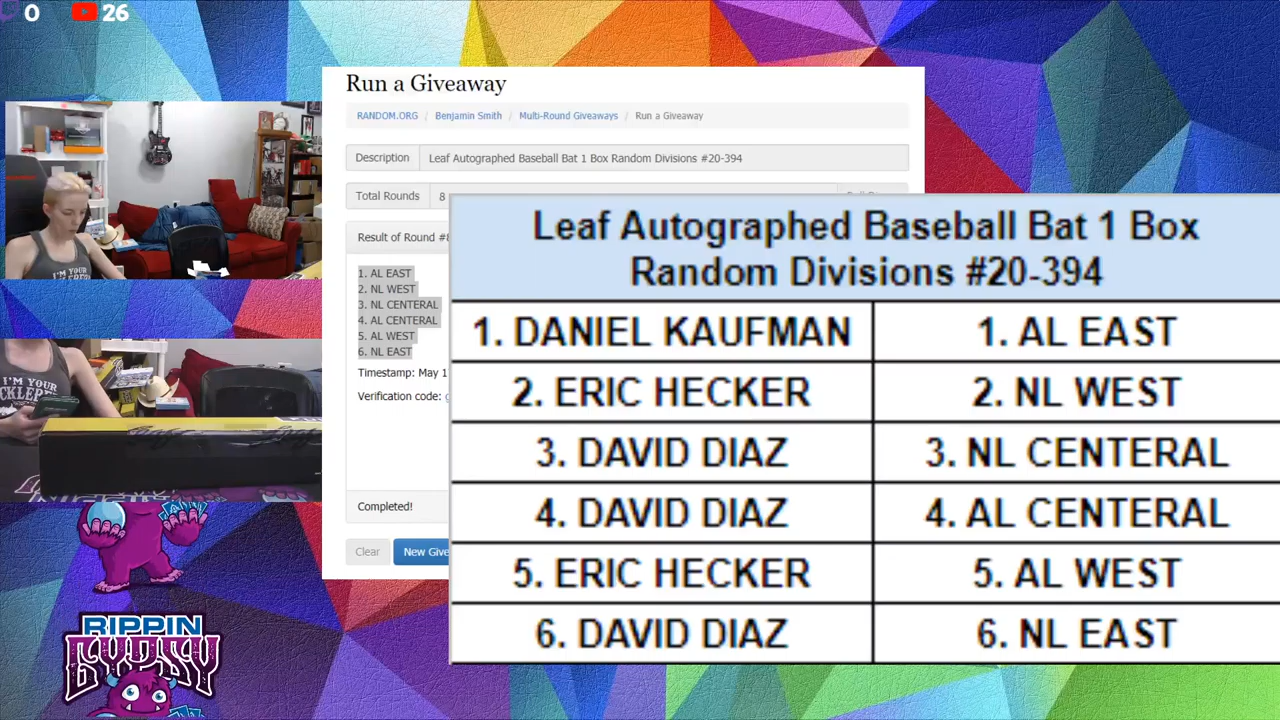 0 26
Run a Giveaway
RANDOM.ORG / Benjamin Smith / Multi-Round Giveaways / Run a Giveaway
Description Leaf Autographed Baseball Bat 1 Box Random Divisions #20-394
Total Rounds 8
Result of Round #8
1. AL EAST
2. NL WEST
3. NL CENTERAL
4. AL CENTERAL
5. AL WEST
6. NL EAST
Timestamp: May 1
Verification code:
Completed!
Clear New Give
Leaf Autographed Baseball Bat 1 Box
Random Divisions #20-394
1. DANIEL KAUFMAN 1. AL EAST
2. ERIC HECKER 2. NL WEST
3. DAVID DIAZ 3. NL CENTERAL
4. DAVID DIAZ 4. AL CENTERAL
5. ERIC HECKER 5. AL WEST
6. DAVID DIAZ 6. NL EAST
I'M YOUR
I'M YOUR
CKLEBE
RIPPIN
GYPSY